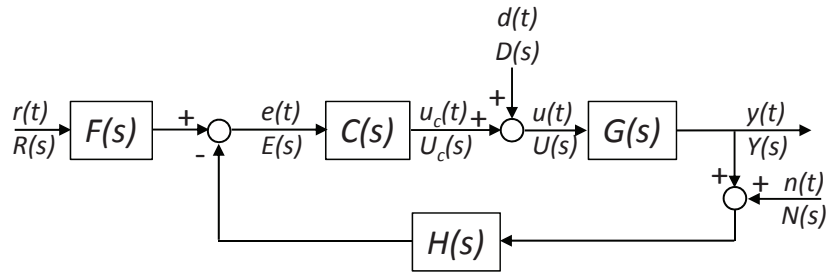 d(t)
D(s)
r(t)
R(s)
F(s)
+
-
e(t)
E(s)
C(s)
u_c(t)
U_c(s)
+
+
u(t)
U(s)
G(s)
y(t)
Y(s)
+
+
n(t)
N(s)
H(s)